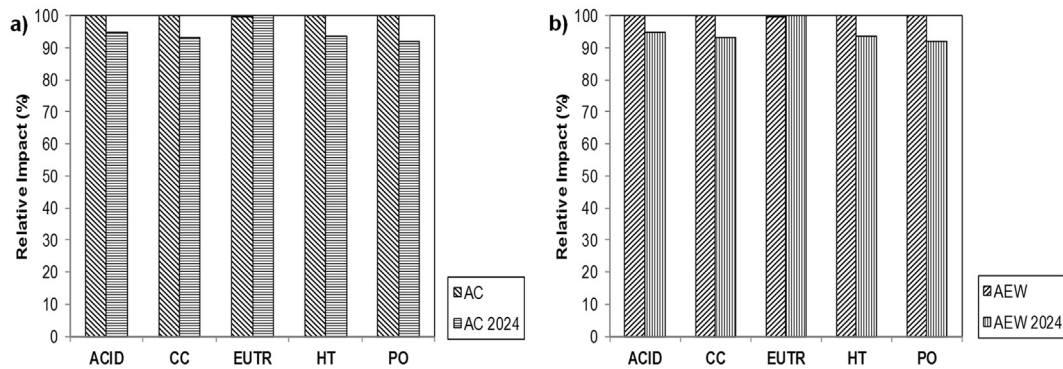 a)
Relative Impact (%)
100
90
80
70
60
50
40
30
20
10
0
ACID CC EUTR HT PO
AC
AC 2024
b)
Relative Impact (%)
100
90
80
70
60
50
40
30
20
10
0
ACID CC EUTR HT PO
AEW
AEW 2024